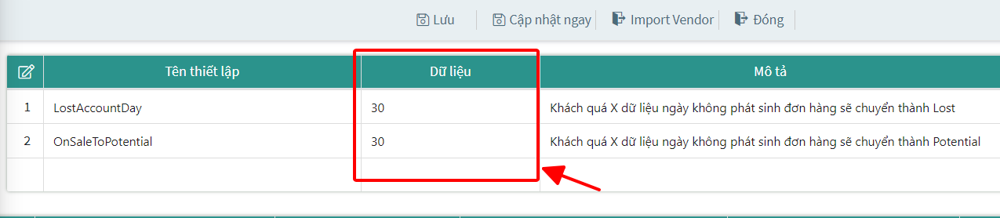 Lưu Cập nhật ngay Import Vendor Đóng
Tên thiết lập Dữ liệu Mô tả
1 LostAccountDay 30 Khách quá X dữ liệu ngày không phát sinh đơn hàng sẽ chuyển thành Lost
2 OnSaleToPotential 30 Khách quá X dữ liệu ngày không phát sinh đơn hàng sẽ chuyển thành Potential